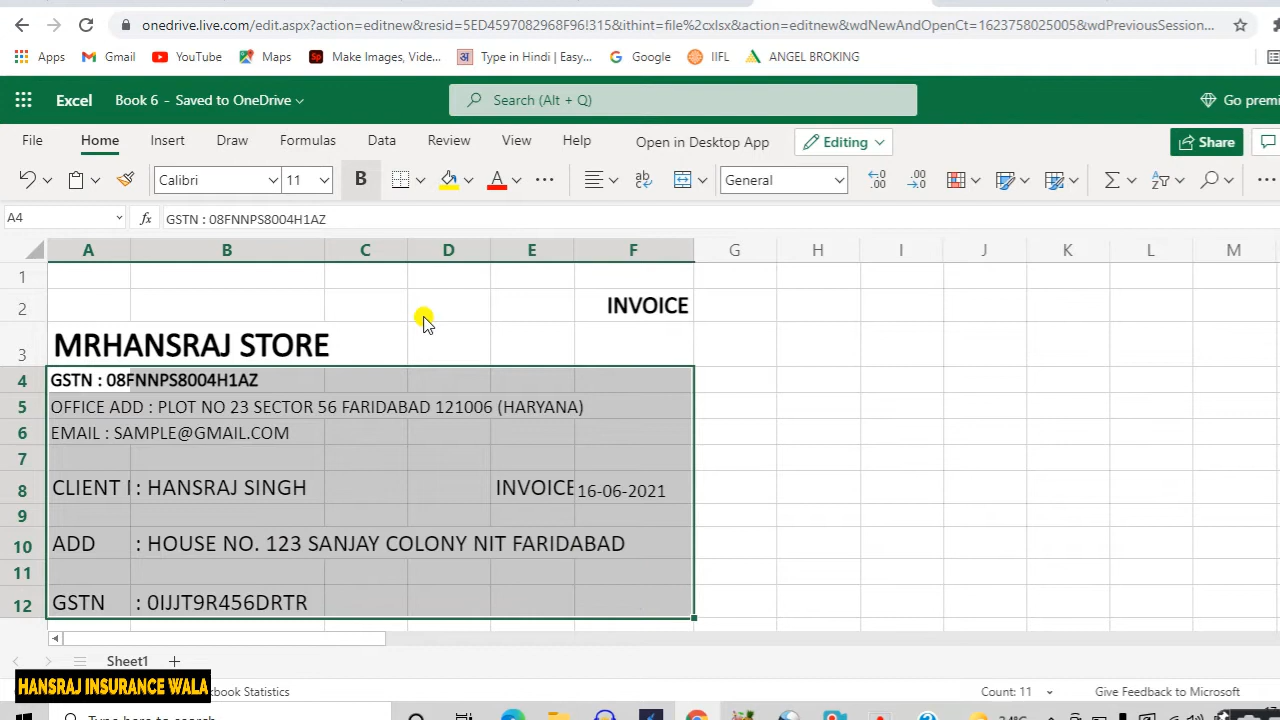 onedrive.live.com/edit.aspx?action=editnew&resid=5ED4597082968F96!315&ithint=file%2cxlsx&action=editnew&wdNewAndOpenCt=1623758025005&wdPreviousSession...
Apps Gmail YouTube Maps Make Images, Vide... Type in Hindi | Easy... Google IIFL ANGEL BROKING
Excel Book 6 - Saved to OneDrive Search (Alt + Q) Go premi
File Home Insert Draw Formulas Data Review View Help Open in Desktop App Editing Share
Calibri 11 B General
A4 fx GSTN : 08FNNPS8004H1AZ
A B C D E F G H I J K L M
1
2 INVOICE
3 MRHANSRAJ STORE
4 GSTN : 08FNNPS8004H1AZ
5 OFFICE ADD : PLOT NO 23 SECTOR 56 FARIDABAD 121006 (HARYANA)
6 EMAIL : SAMPLE@GMAIL.COM
7
8 CLIENT : HANSRAJ SINGH INVOICE 16-06-2021
9
10 ADD : HOUSE NO. 123 SANJAY COLONY NIT FARIDABAD
11
12 GSTN : 0IJJT9R456DRTR
Sheet1
HANSRAJ INSURANCE WALA
kbook Statistics Count: 11 Give Feedback to Microsoft